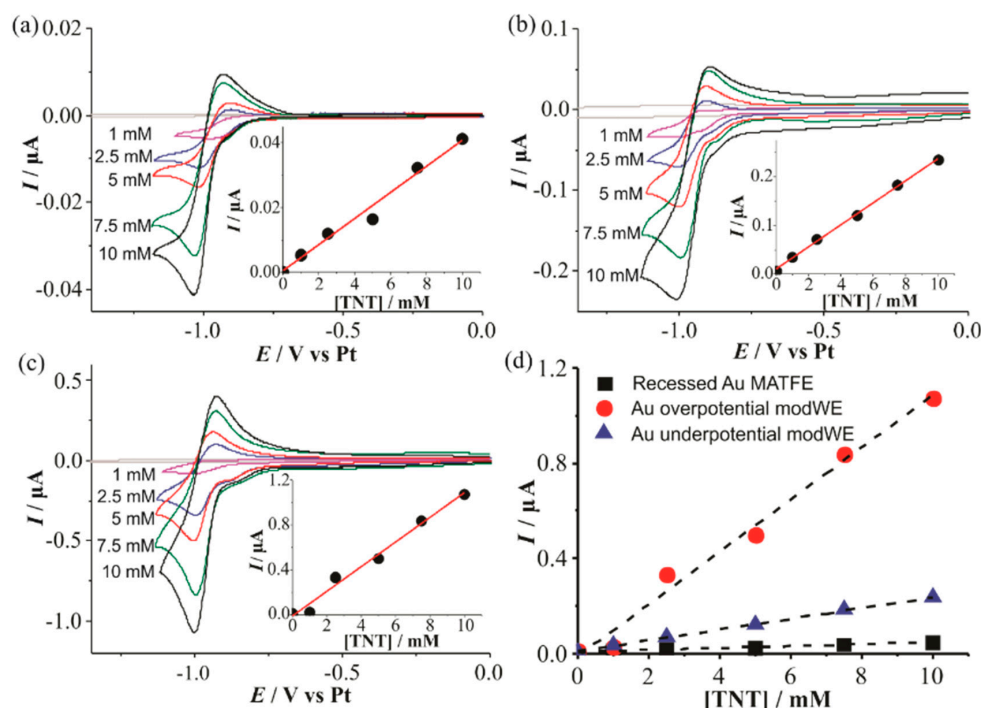 (a)
0.02
0.00
-0.02
-0.04
I / µA
1 mM
2.5 mM
5 mM
7.5 mM
10 mM
I / µA
0.04
0.02
0.00
0 2 4 6 8 10
[TNT] / mM
-1.0 -0.5 0.0
E / V vs Pt
(b)
0.1
0.0
-0.1
-0.2
I / µA
1 mM
2.5 mM
5 mM
7.5 mM
10 mM
I / µA
0.2
0.1
0.0
0 2 4 6 8 10
[TNT] / mM
-1.0 -0.5 0.0
E / V vs Pt
(c)
0.5
0.0
-0.5
-1.0
I / µA
1 mM
2.5 mM
5 mM
7.5 mM
10 mM
I / µA
1.2
0.8
0.4
0.0
0 2 4 6 8 10
[TNT] / mM
-1.0 -0.5 0.0
E / V vs Pt
(d)
1.2
0.8
0.4
0.0
I / µA
Recessed Au MATFE
Au overpotential modWE
Au underpotential modWE
0 2 4 6 8 10
[TNT] / mM